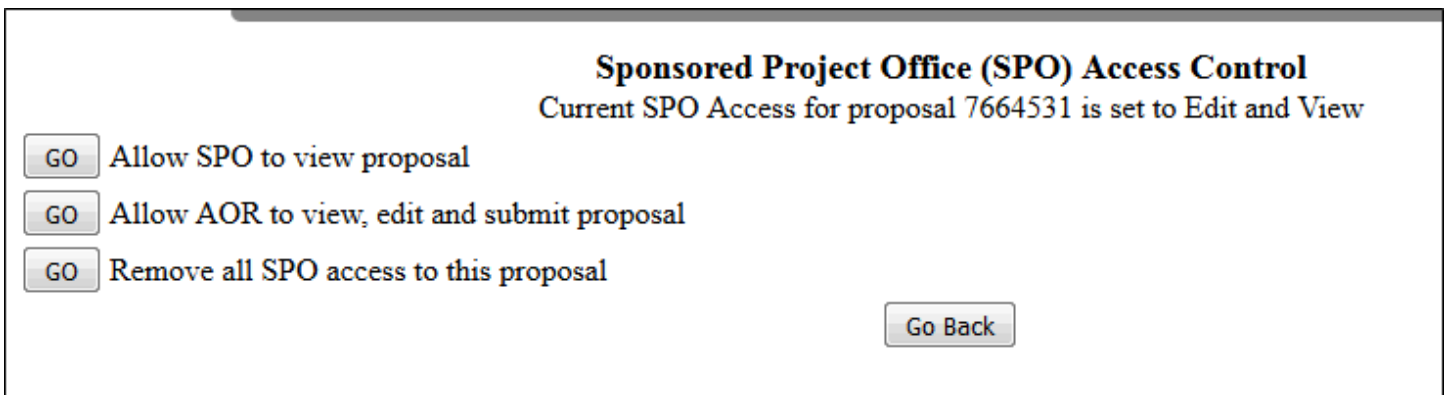 Sponsored Project Office (SPO) Access Control
Current SPO Access for proposal 7664531 is set to Edit and View
GO Allow SPO to view proposal
GO Allow AOR to view, edit and submit proposal
GO Remove all SPO access to this proposal
Go Back